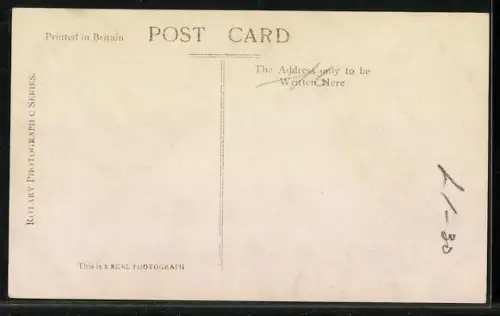 Printed in Britain
POST CARD
The Address only to be
Written Here
ROTARY PHOTOGRAPHIC SERIES.
This is a REAL PHOTOGRAPH